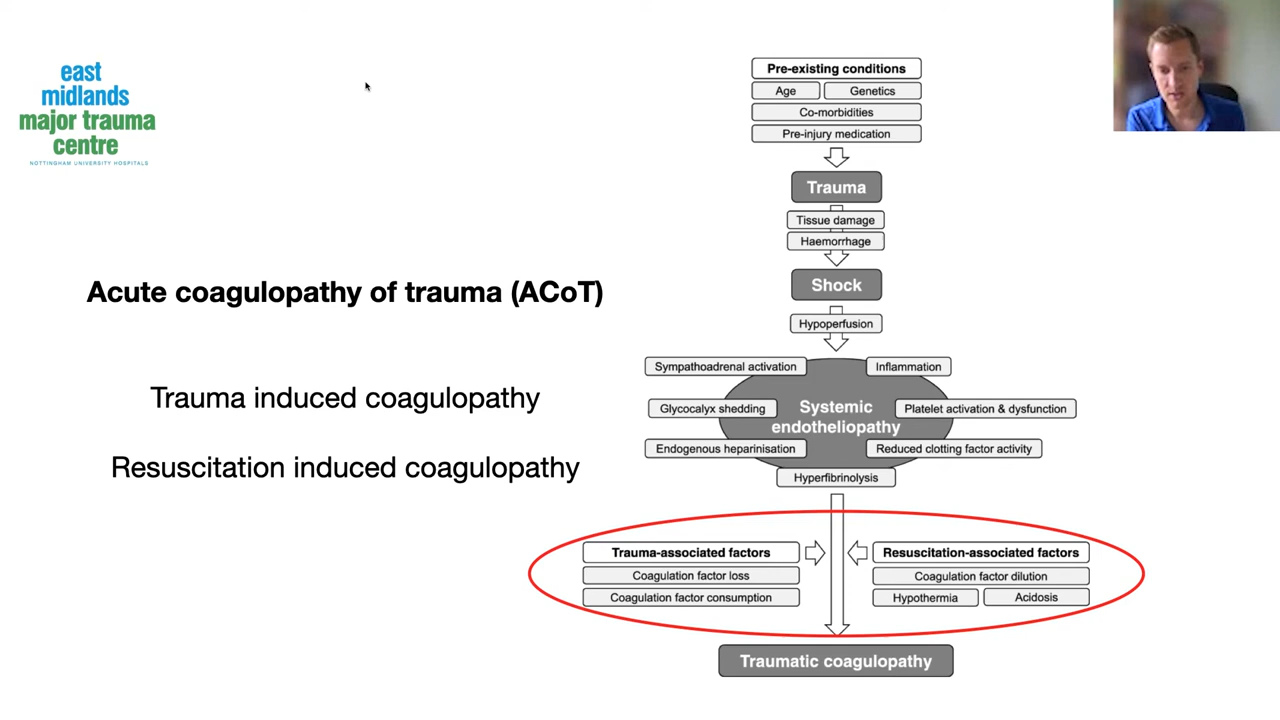 east
midlands
major trauma
centre
NOTTINGHAM UNIVERSITY HOSPITALS
Acute coagulopathy of trauma (ACoT)
Trauma induced coagulopathy
Resuscitation induced coagulopathy
Pre-existing conditions
Age
Genetics
Co-morbidities
Pre-injury medication
Trauma
Tissue damage
Haemorrhage
Shock
Hypoperfusion
Sympathoadrenal activation
Inflammation
Glycocalyx shedding
Systemic
endotheliopathy
Platelet activation & dysfunction
Endogenous heparinisation
Reduced clotting factor activity
Hyperfibrinolysis
Trauma-associated factors
Coagulation factor loss
Coagulation factor consumption
Resuscitation-associated factors
Coagulation factor dilution
Hypothermia
Acidosis
Traumatic coagulopathy